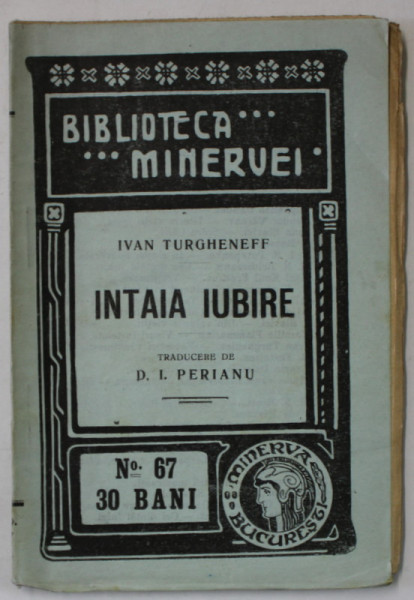 BIBLIOTECA
MINERVEI
IVAN TURGHENEFF
INTAIA IUBIRE
TRADUCERE DE
D. I. PERIANU
No. 67
30 BANI
MINERVA
BUCUREȘTI